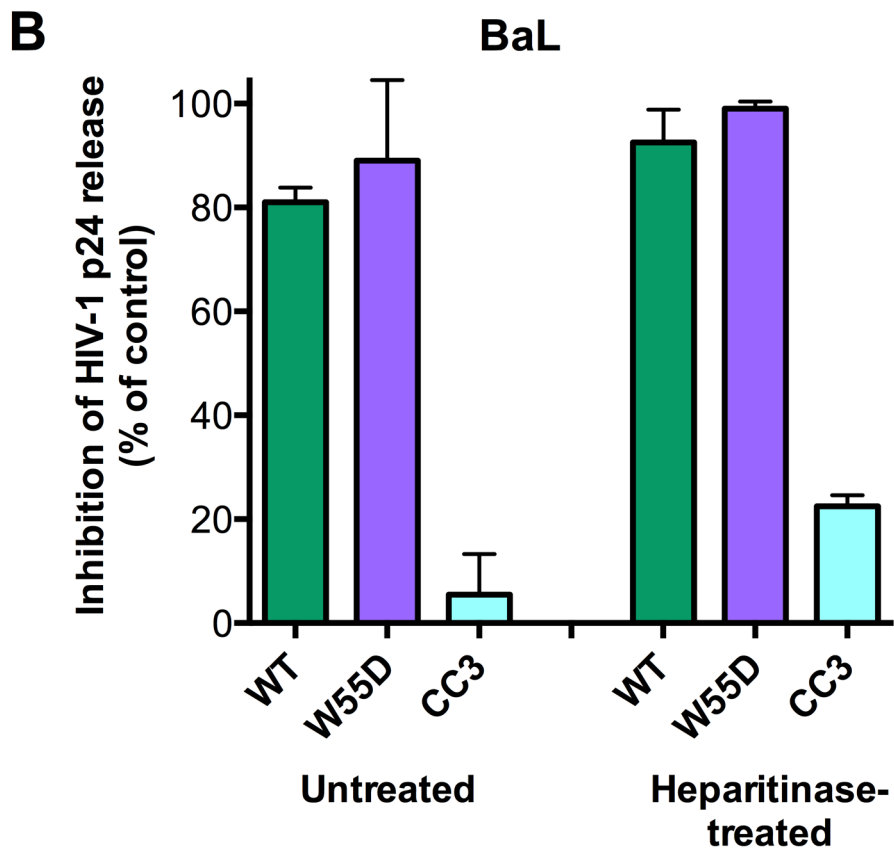 B
BaL
Inhibition of HIV-1 p24 release
(% of control)
100
80
60
40
20
0
WT
W55D
CC3
WT
W55D
CC3
Untreated
Heparitinase-
treated